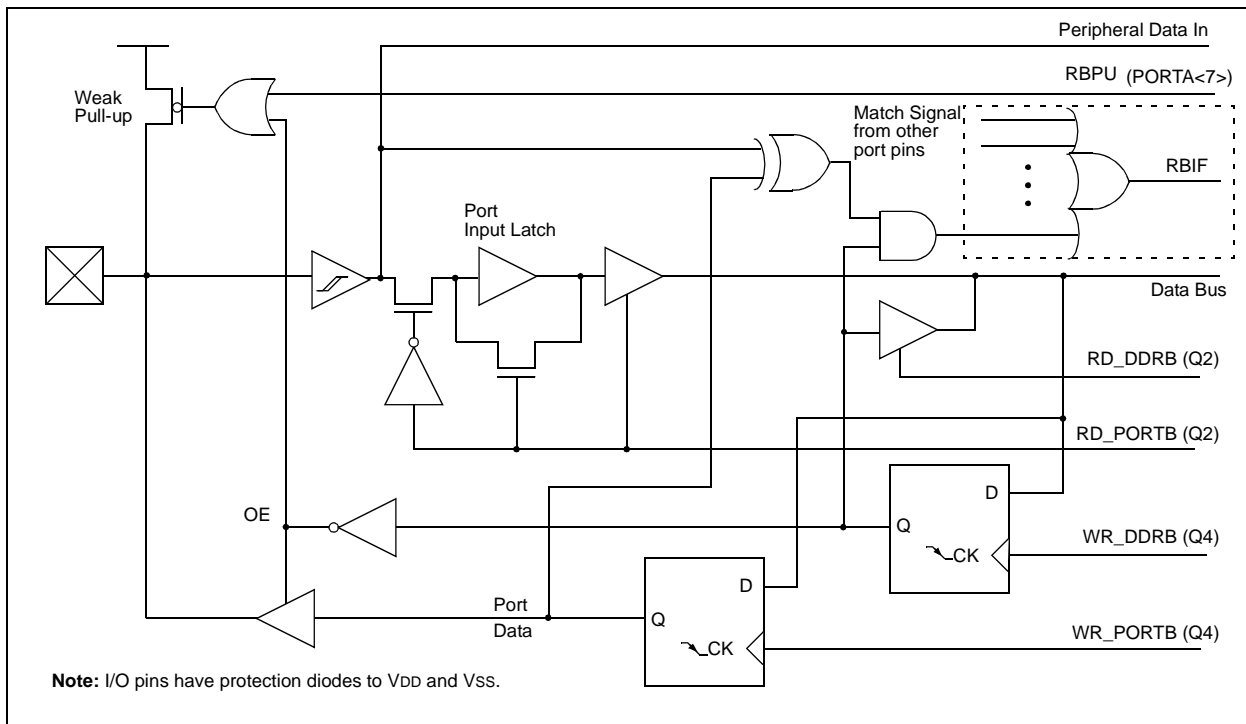 Peripheral Data In
RBPU (PORTA<7>)
Weak
Pull-up
Match Signal
from other
port pins
RBIF
Port
Input Latch
Data Bus
RD_DDRB (Q2)
RD_PORTB (Q2)
D
OE
Q
WR_DDRB (Q4)
CK
D
Port
Data
Q
WR_PORTB (Q4)
CK
Note: I/O pins have protection diodes to VDD and VSS.